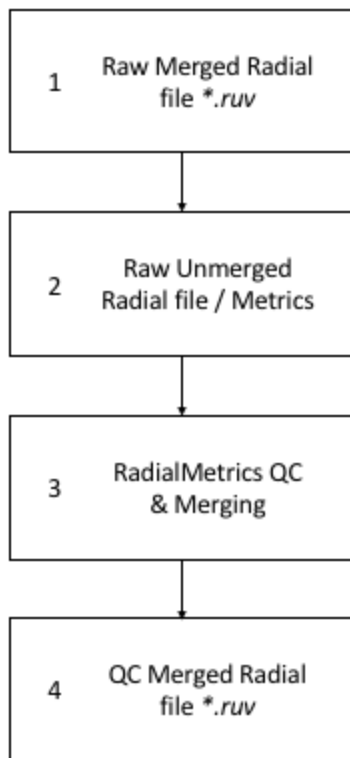 1
Raw Merged Radial
file *.ruv
2
Raw Unmerged
Radial file / Metrics
3
RadialMetrics QC
& Merging
4
QC Merged Radial
file *.ruv